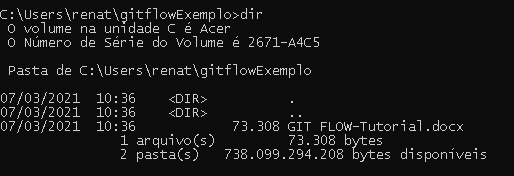 C:\Users\renat\gitflowExemplo>dir
O volume na unidade C é Acer
O Número de Série do Volume é 2671-A4C5
Pasta de C:\Users\renat\gitflowExemplo
07/03/2021  10:36    <DIR>          .
07/03/2021  10:36    <DIR>          ..
07/03/2021  10:36            73.308 GIT FLOW-Tutorial.docx
1 arquivo(s)         73.308 bytes
2 pasta(s)   738.099.294.208 bytes disponíveis